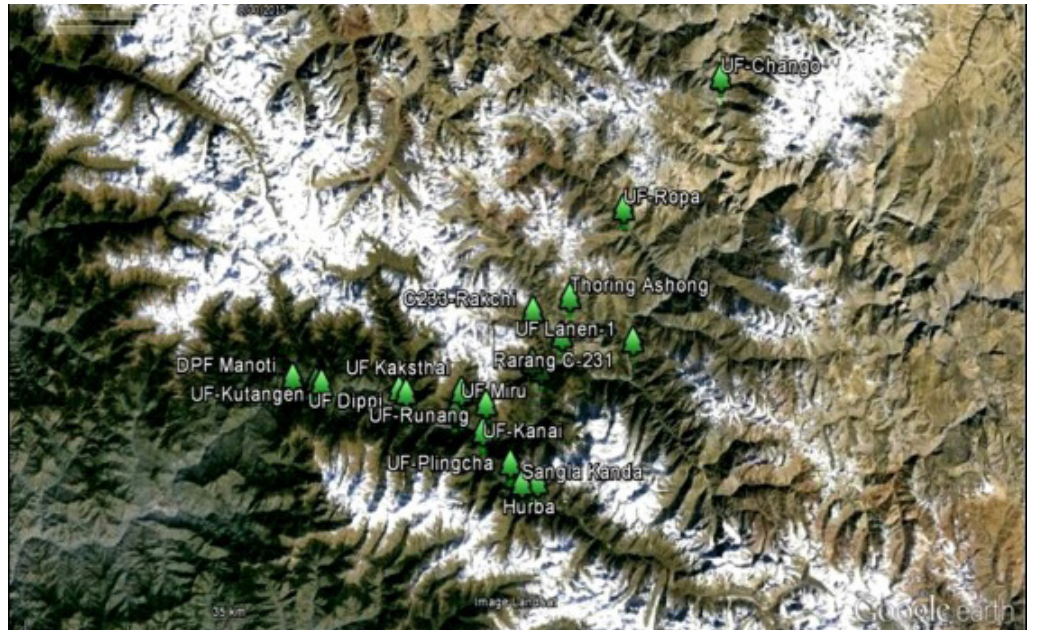 UF-Chango
UF-Ropa
Thoring Ashong
C233-Rakchi
UF Lanen-1
Rarang C-231
DPF Manoti
UF Kaksthal
UF-Kutangen
UF Dippi
UF-Runang
UF-Miru
UF-Kanai
UF-Plingcha
Sangla Kanda
Hurba
35 km
Image Landsat
Google earth